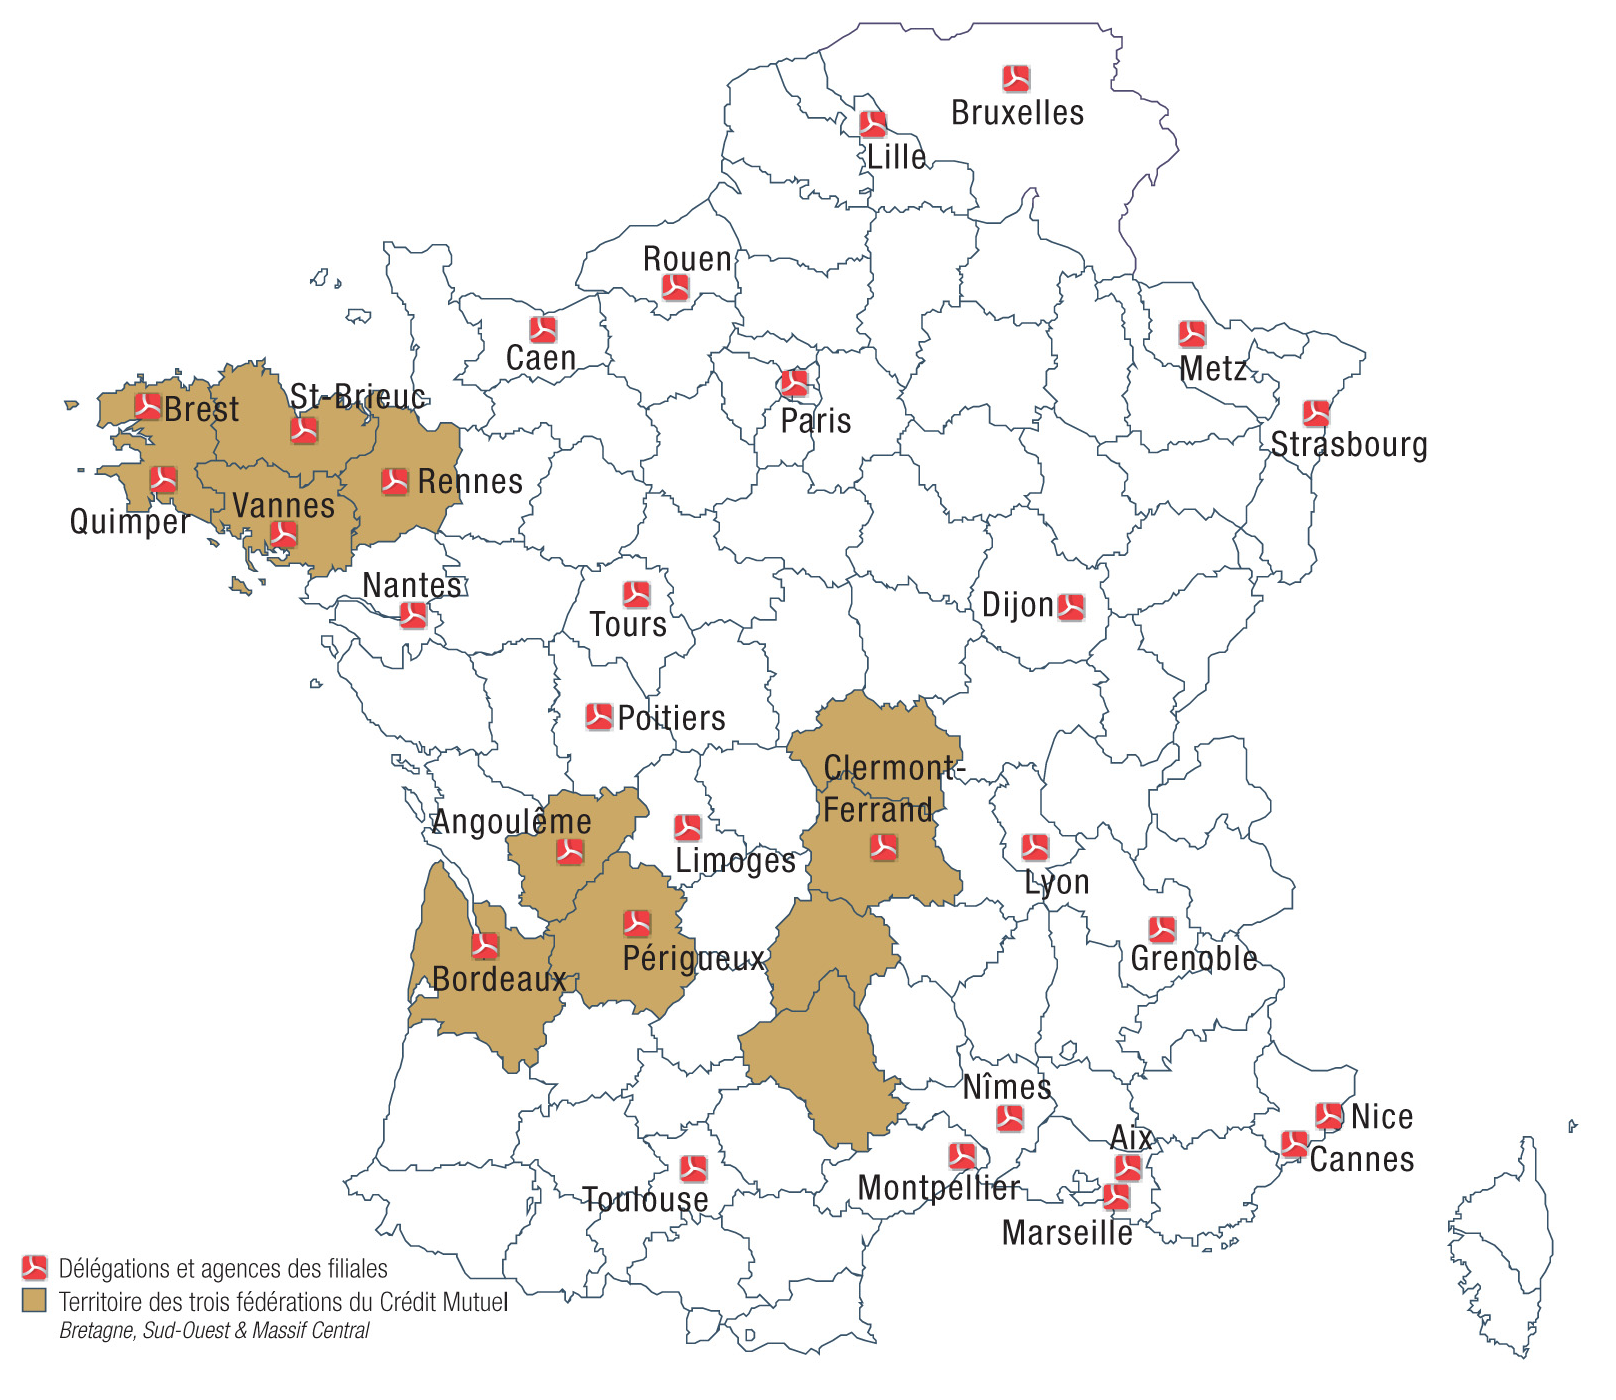 Bruxelles
Lille
Rouen
Caen
Metz
Paris
St-Brieuc
Brest
Strasbourg
Rennes
Vannes
Quimper
Nantes
Dijon
Tours
Poitiers
Clermont-
Ferrand
Angoulême
Limoges
Lyon
Périgueux
Grenoble
Bordeaux
Nîmes
Nice
Aix
Cannes
Montpellier
Toulouse
Marseille
Délégations et agences des filiales
Territoire des trois fédérations du Crédit Mutuel
Bretagne, Sud-Ouest & Massif Central